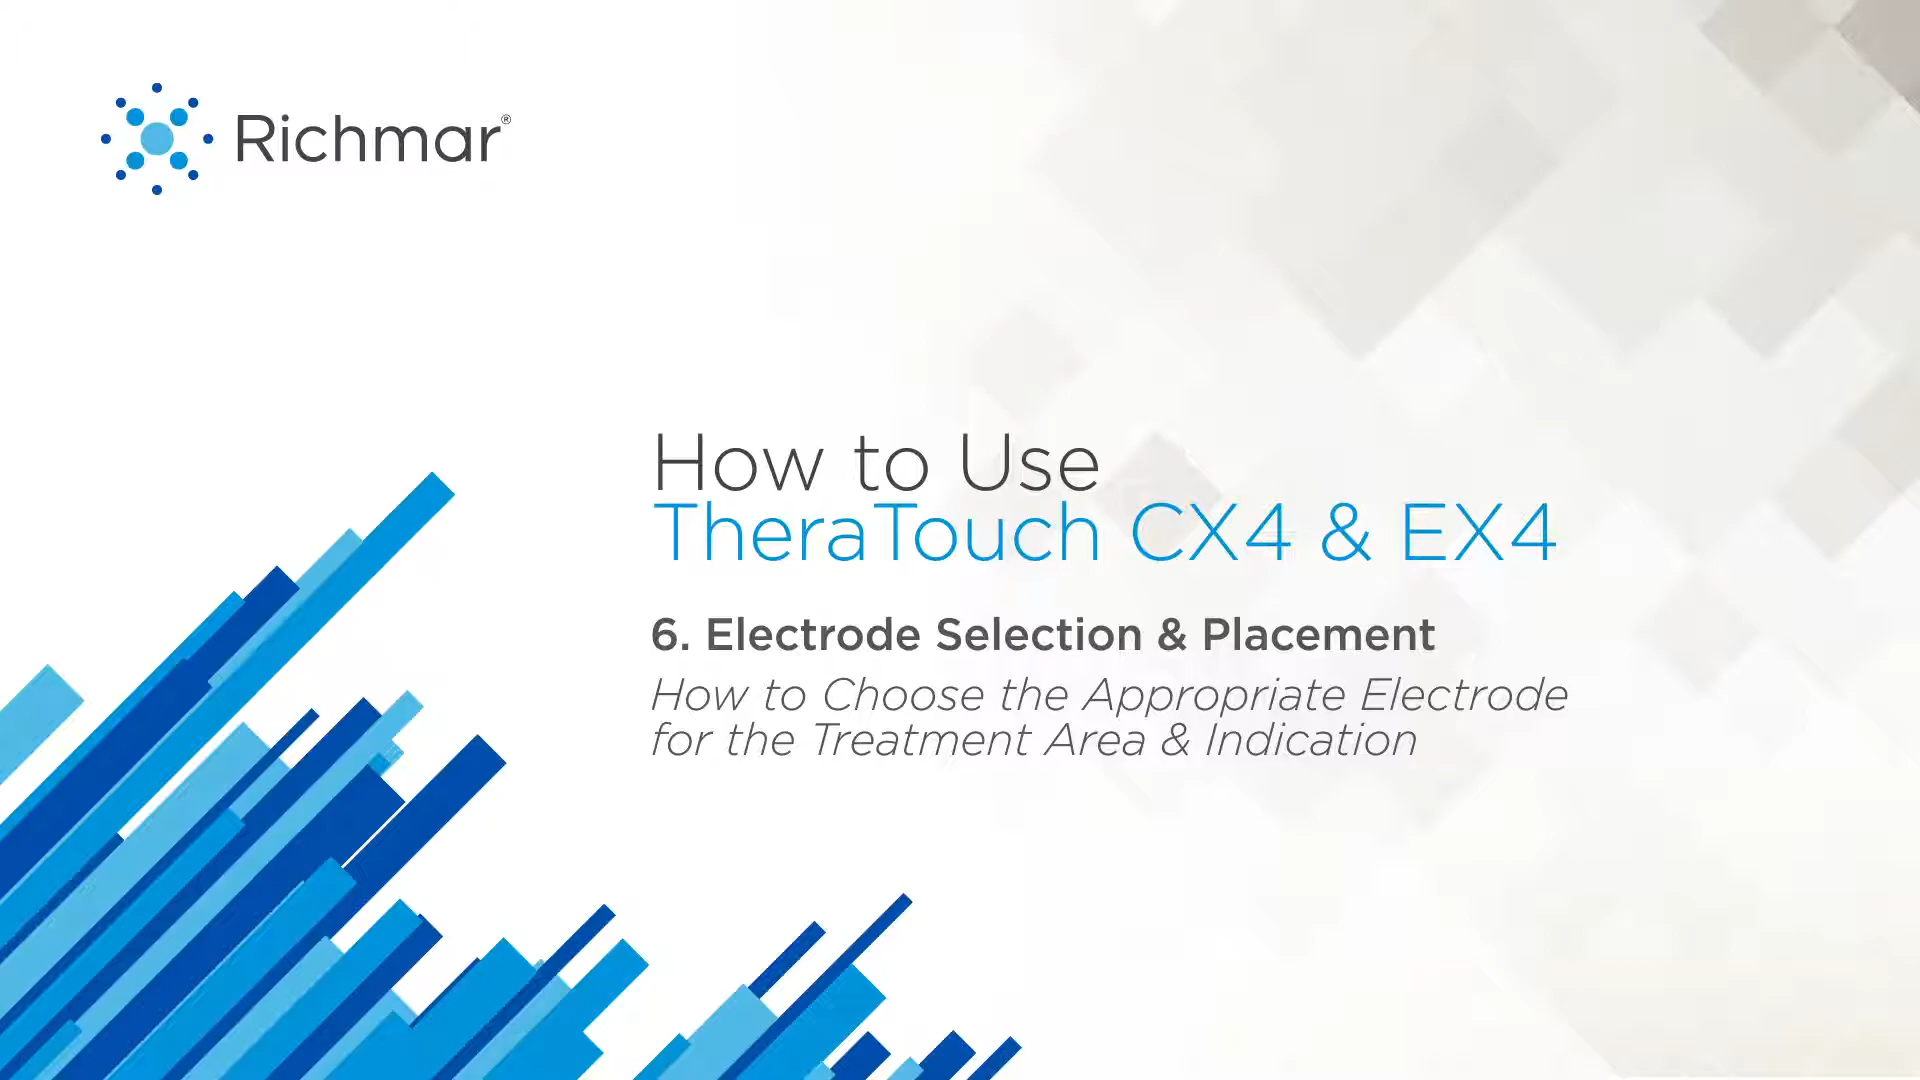 Richmar®
How to Use
TheraTouch CX4 & EX4
6. Electrode Selection & Placement
How to Choose the Appropriate Electrode
for the Treatment Area & Indication